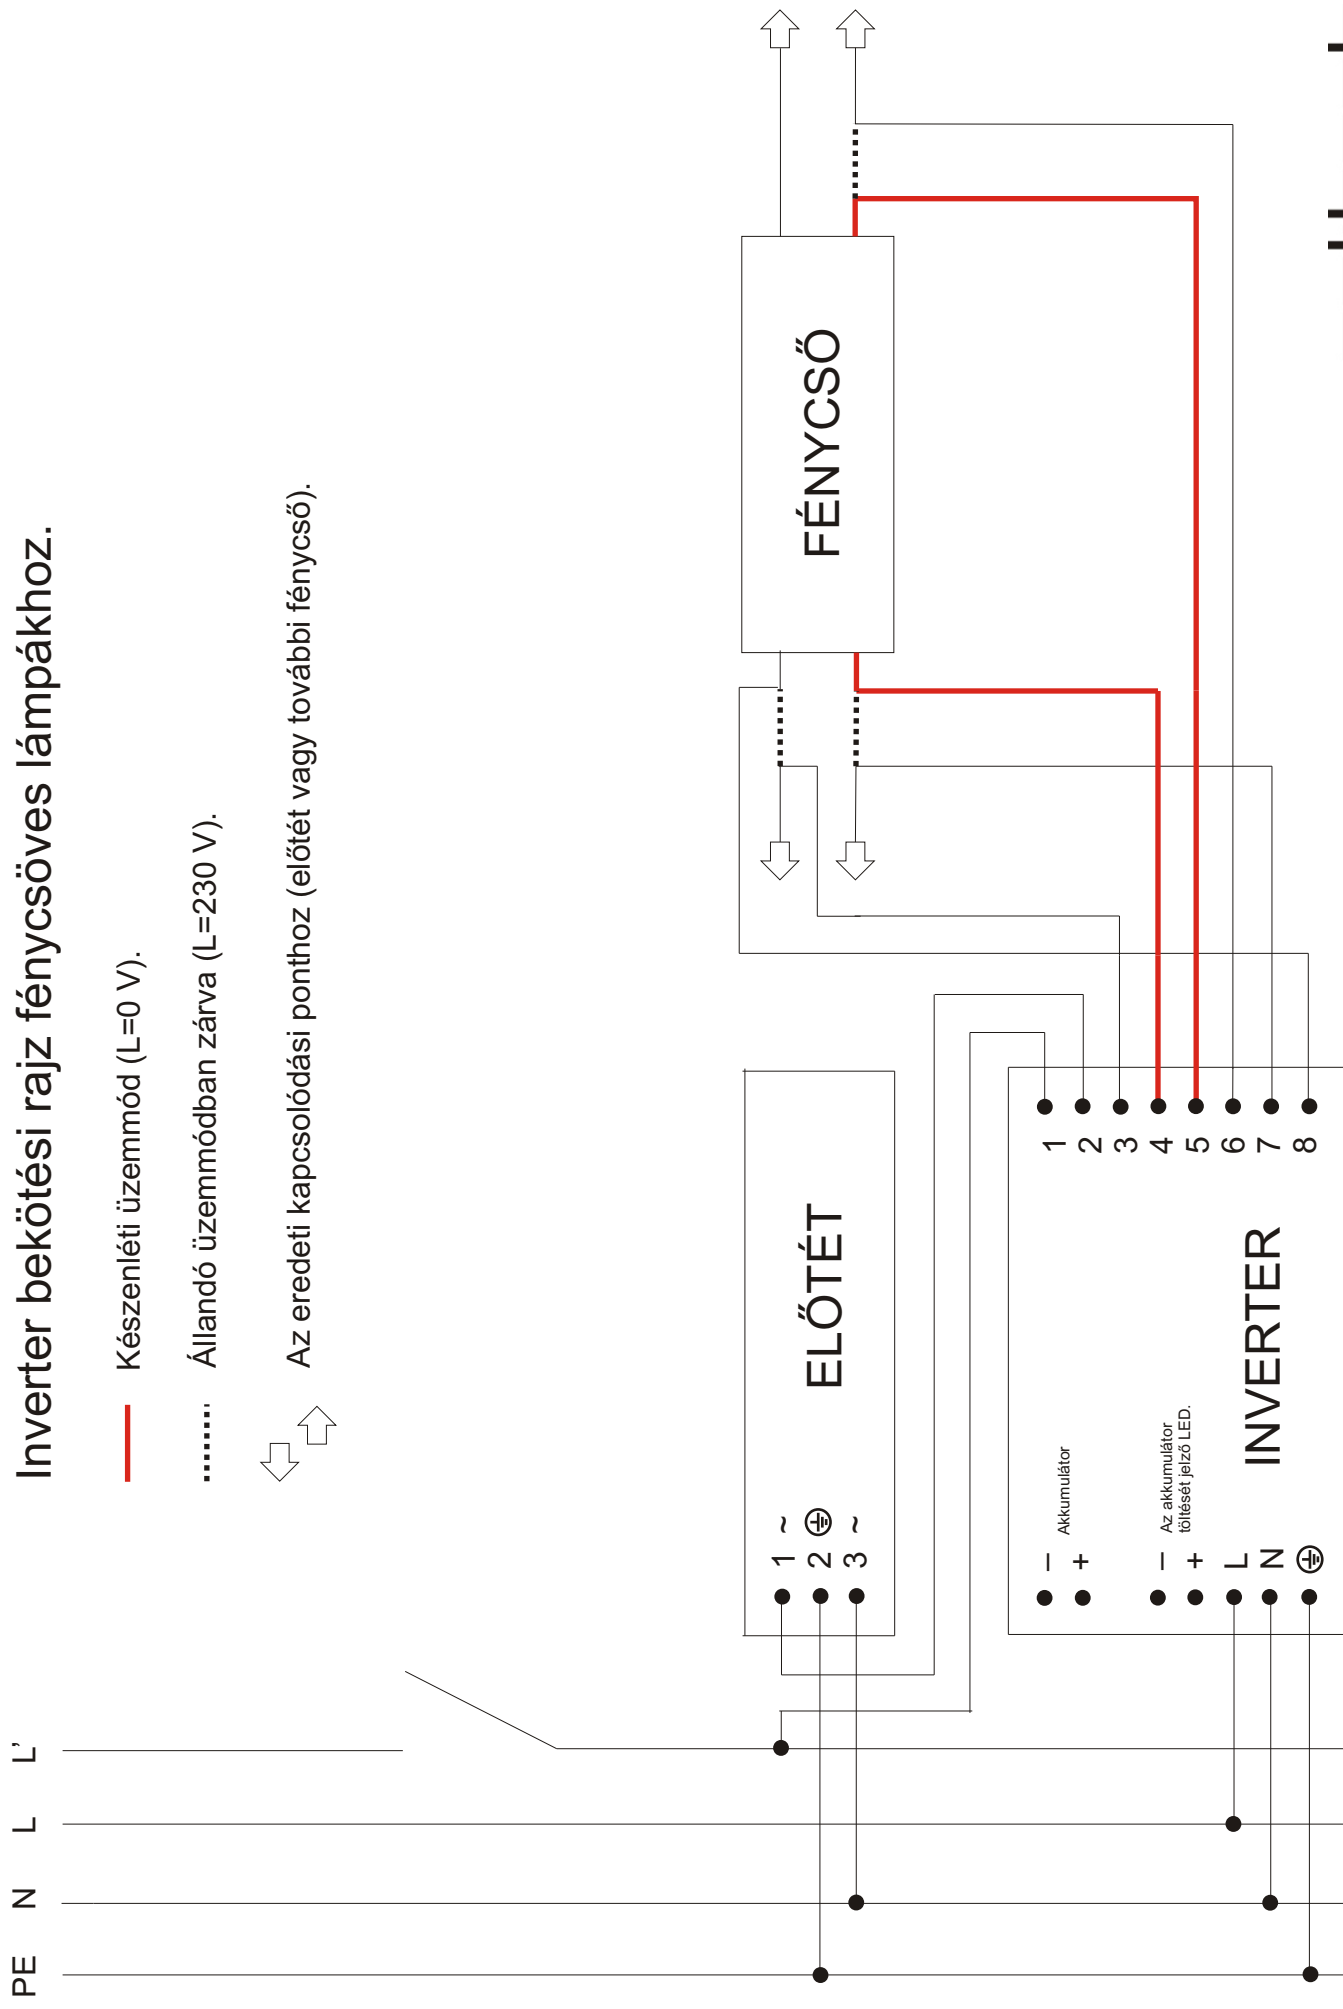 Inverter bekötési rajz fénycsöves lámpákhoz.
Készenléti üzemmód (L=0 V).
Állandó üzemmódban zárva (L=230 V).
Az eredeti kapcsolódási ponthoz (előtét vagy további fénycső).
PE
N
L
L'
1 ~
2
3 ~
ELŐTÉT
FÉNYCSŐ
–
+
Akkumulátor
–
+
Az akkumulátor
töltését jelző LED.
L
N
INVERTER
1
2
3
4
5
6
7
8